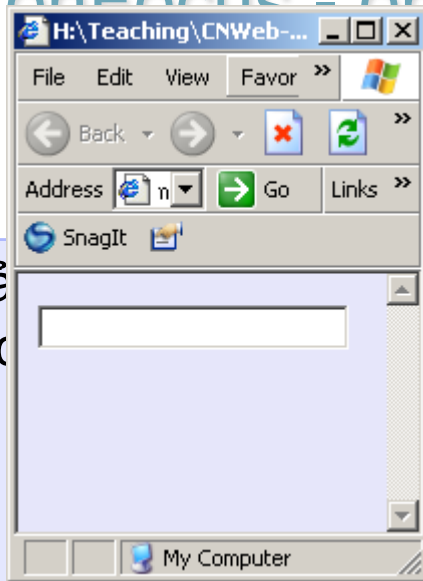 H:\Teaching\CNWeb-...
File Edit View Favor »
Back »
Address n Go Links »
SnagIt
My Computer